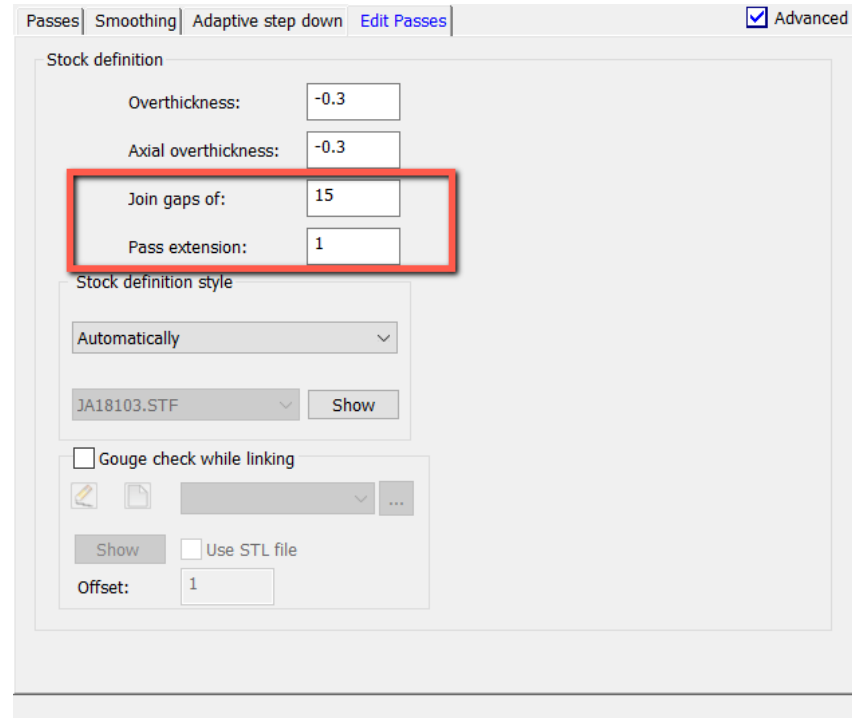 Passes Smoothing Adaptive step down Edit Passes Advanced
Stock definition
Overthickness: -0.3
Axial overthickness: -0.3
Join gaps of: 15
Pass extension: 1
Stock definition style
Automatically
JA18103.STF Show
Gouge check while linking
...
Show Use STL file
Offset: 1